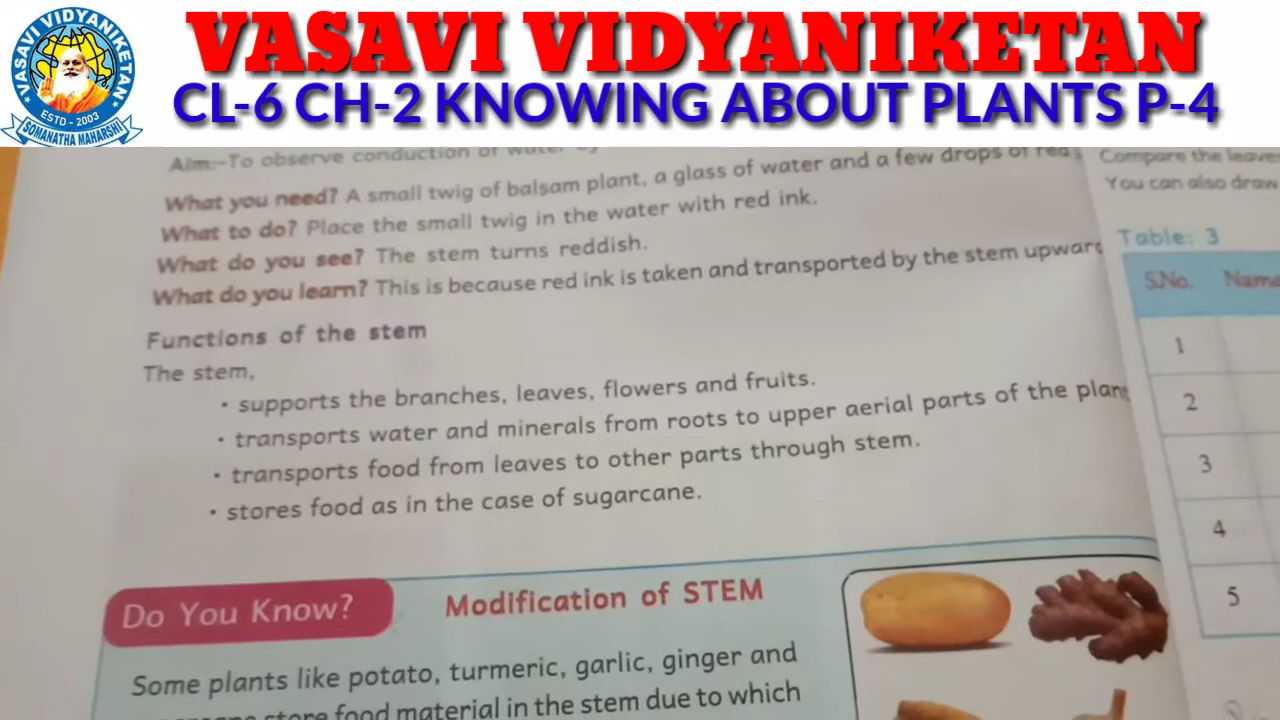 VASAVI VIDYANIKETAN
CL-6 CH-2 KNOWING ABOUT PLANTS P-4
VASAVI VIDYANIKETAN
ESTD - 2003
SOMANATHA MAHARSHI
Aim:-To observe conduction of water
What you need? A small twig of balsam plant, a glass of water and a few drops of red
What to do? Place the small twig in the water with red ink.
What do you see? The stem turns reddish.
What do you learn? This is because red ink is taken and transported by the stem upward
Functions of the stem
The stem,
• supports the branches, leaves, flowers and fruits.
• transports water and minerals from roots to upper aerial parts of the plant
• transports food from leaves to other parts through stem.
• stores food as in the case of sugarcane.
Do You Know?
Modification of STEM
Some plants like potato, turmeric, garlic, ginger and
store food material in the stem due to which
Compare the leaves
You can also draw
Table: 3
S.No. Name
1
2
3
4
5